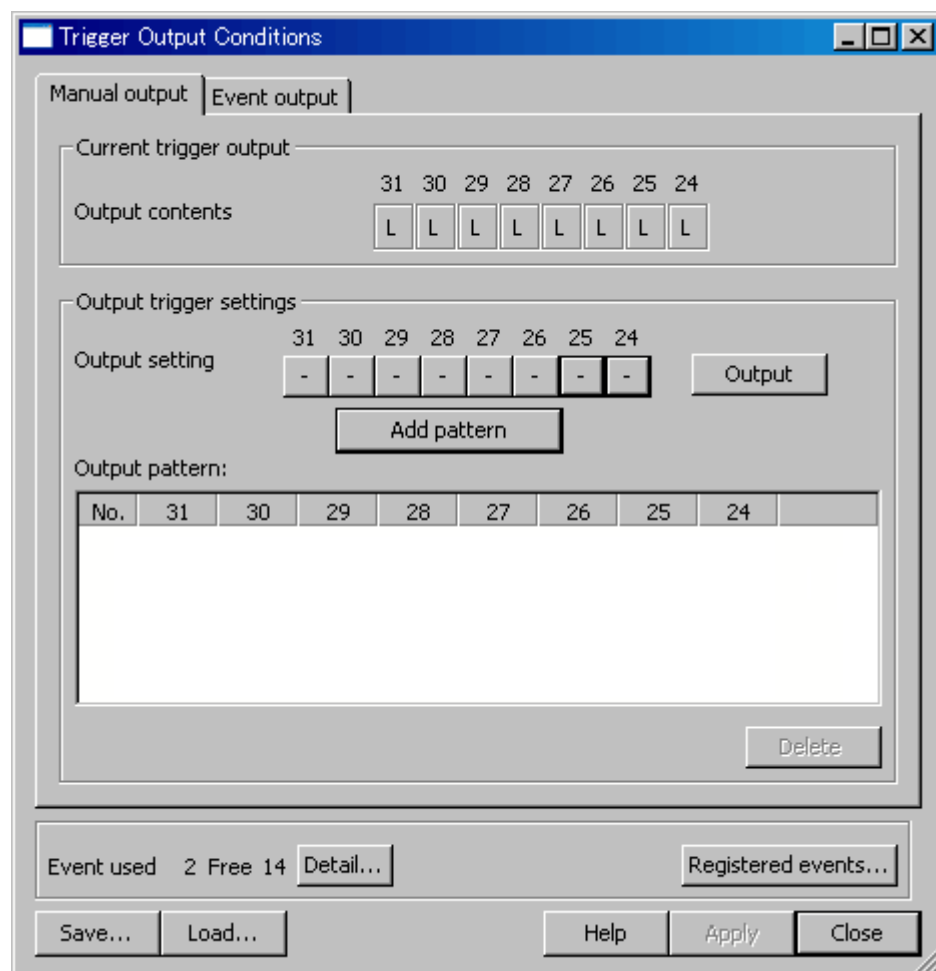 Trigger Output Conditions
Manual output Event output
Current trigger output
31 30 29 28 27 26 25 24
Output contents L L L L L L L L
Output trigger settings
31 30 29 28 27 26 25 24
Output setting - - - - - - - - Output
Add pattern
Output pattern:
No. 31 30 29 28 27 26 25 24
Delete
Event used 2 Free 14 Detail... Registered events...
Save... Load... Help Apply Close